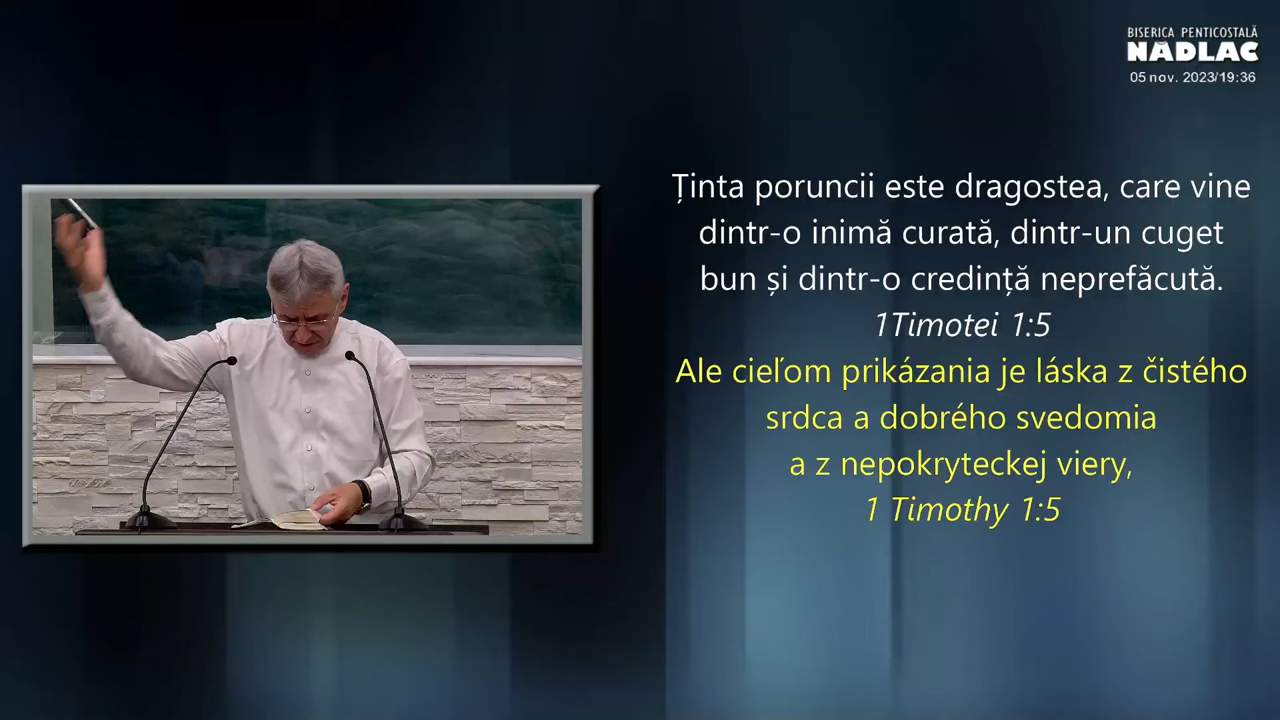 BISERICA PENTICOSTALĂ
NĂDLAC
05 nov. 2023/19:36
Ținta poruncii este dragostea, care vine
dintr-o inimă curată, dintr-un cuget
bun și dintr-o credință neprefăcută.
1Timotei 1:5
Ale cieľom prikázania je láska z čistého
srdca a dobrého svedomia
a z nepokryteckej viery,
1 Timothy 1:5